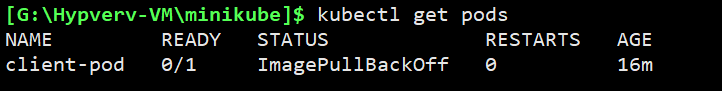 [G:\Hypverv-VM\minikube]$ kubectl get pods
NAME         READY   STATUS             RESTARTS   AGE
client-pod   0/1     ImagePullBackOff   0          16m